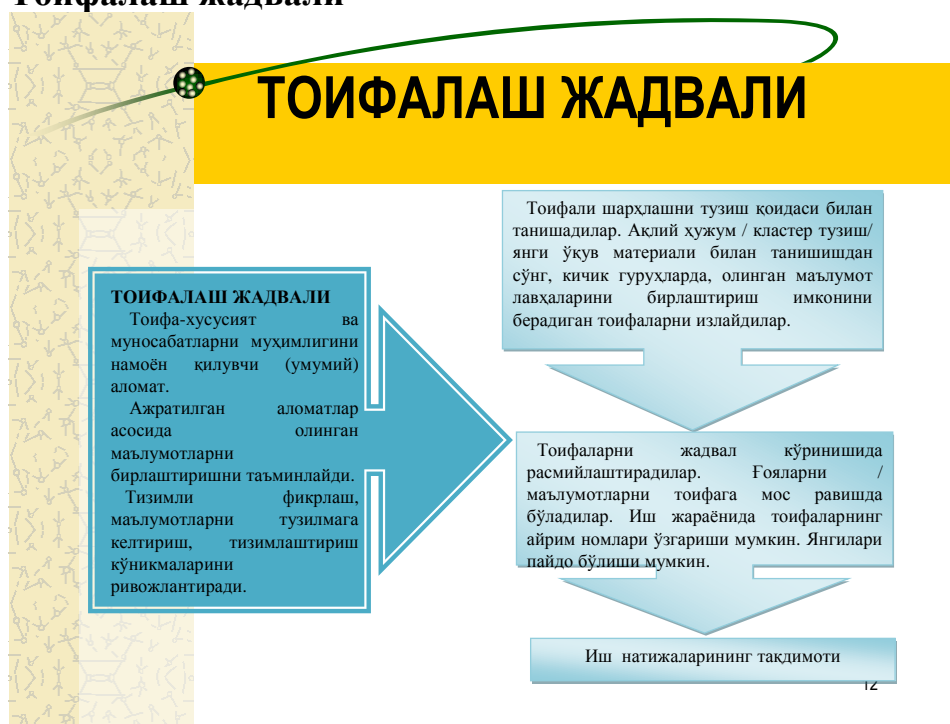 Тоифалаш жадвали
ТОИФАЛАШ ЖАДВАЛИ
ТОИФАЛАШ ЖАДВАЛИ
Тоифа-хусусият ва
муносабатларни муҳимлигини
намоён қилувчи (умумий)
аломат.
Ажратилган аломатлар
асосида олинган
маълумотларни
бирлаштиришни таъминлайди.
Тизимли фикрлаш,
маълумотларни тузилмага
келтириш, тизимлаштириш
кўникмаларини
ривожлантиради.
Тоифали шарҳлашни тузиш қоидаси билан
танишадилар. Ақлий ҳужум / кластер тузиш/
янги ўқув материали билан танишишдан
сўнг, кичик гуруҳларда, олинган маълумот
лавҳаларини бирлаштириш имконини
берадиган тоифаларни излайдилар.
Тоифаларни жадвал кўринишида
расмийлаштирадилар. Ғояларни /
маълумотларни тоифага мос равишда
бўладилар. Иш жараёнида тоифаларнинг
айрим номлари ўзгариши мумкин. Янгилари
пайдо бўлиши мумкин.
Иш натижаларининг тақдимоти
12